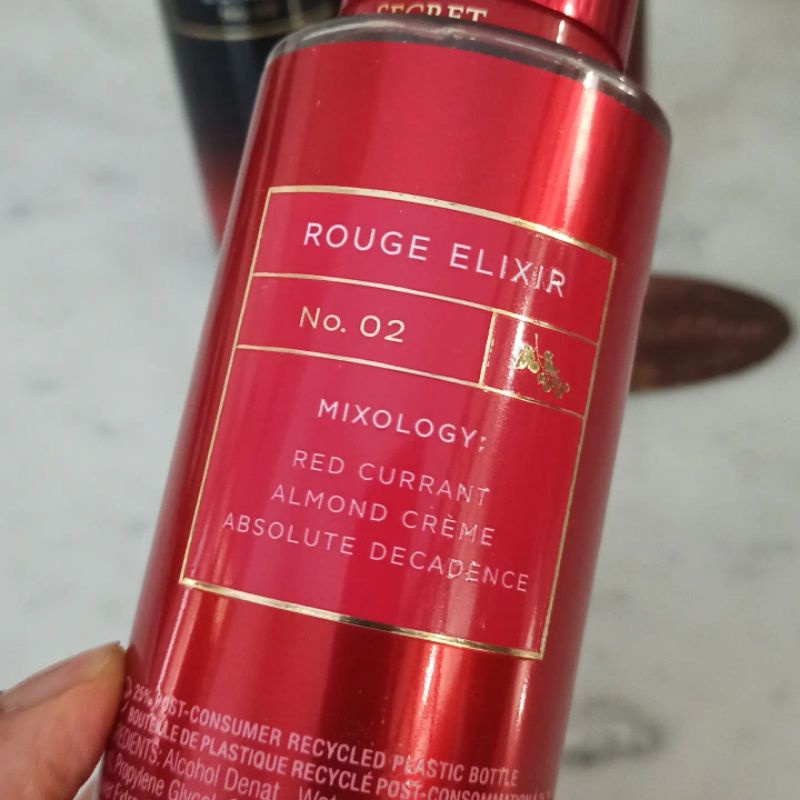 SECRET
ROUGE ELIXIR
No. 02
MIXOLOGY:
RED CURRANT
ALMOND CRÈME
ABSOLUTE DECADENCE
25% POST-CONSUMER RECYCLED PLASTIC BOTTLE
BOUTEILLE DE PLASTIQUE RECYCLÉ POST-CONSOMMATION
Alcohol Denat
Propylene Glycol